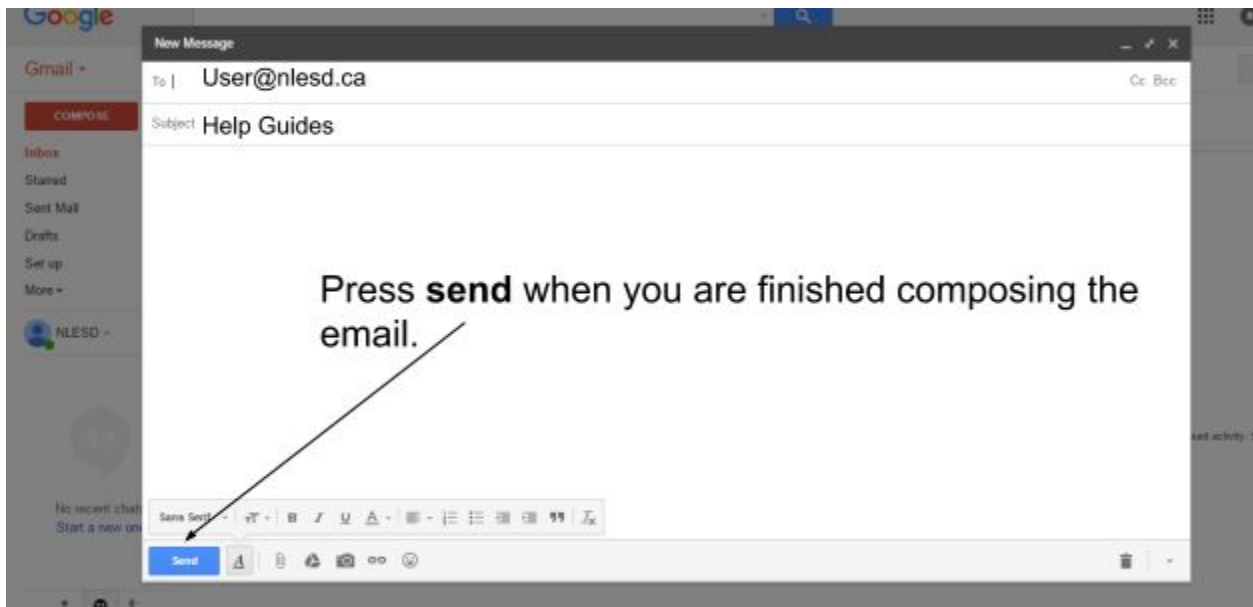 Google
New Message
Gmail
To User@nlesd.ca Cc Bcc
COMPOSE
Subject Help Guides
Inbox
Starred
Sent Mail
Drafts
Set up
More
Press send when you are finished composing the
email.
NLESD
No recent chats
Start a new on
Sans Serif
Send